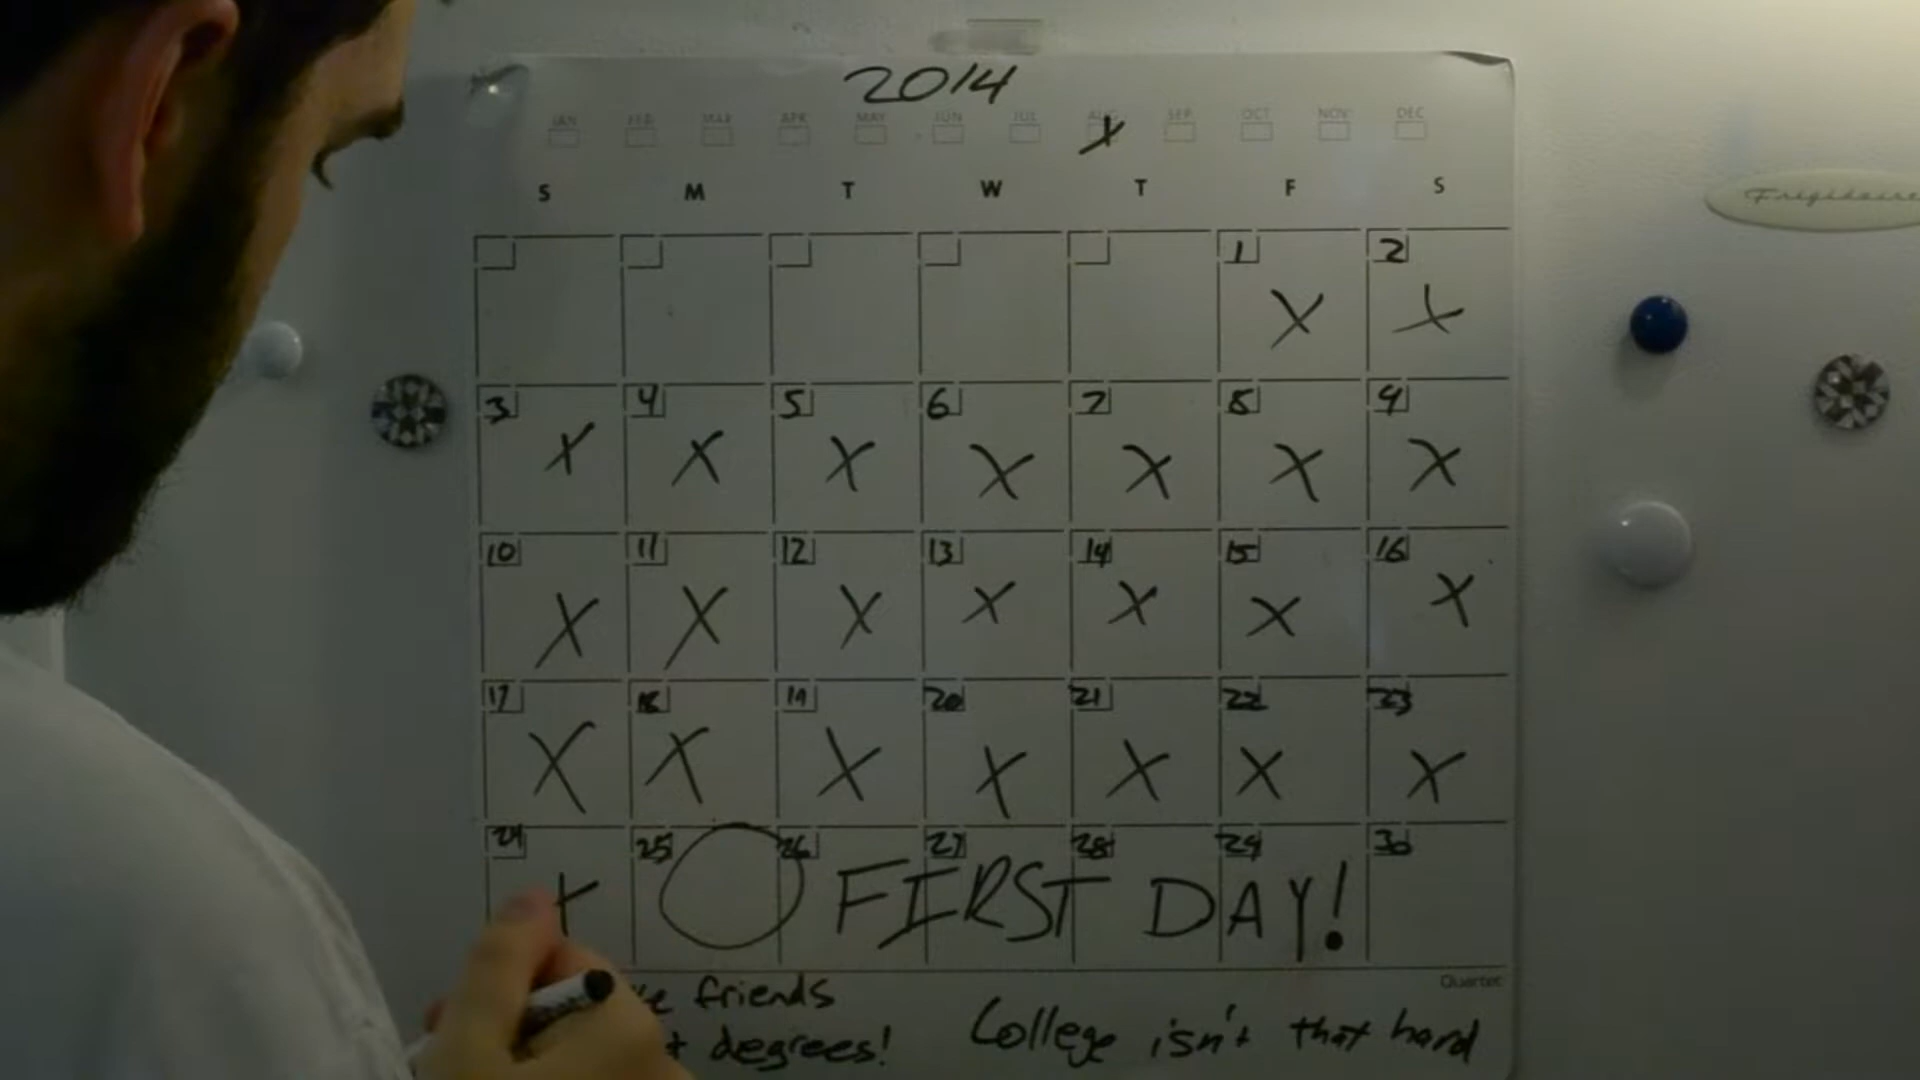 2014
JAN FEB MAR APR MAY JUN JUL AUG SEP OCT NOV DEC
S M T W T F S
1 2
X X
Frigidaire
3 4 5 6 7 8 9
X X X X X X X
10 11 12 13 14 15 16
X X X X X X X
17 18 19 20 21 22 23
X X X X X X X
24 25 26 27 28 29 30
X FIRST DAY!
Quartet
friends
degrees!
College isn't that hard